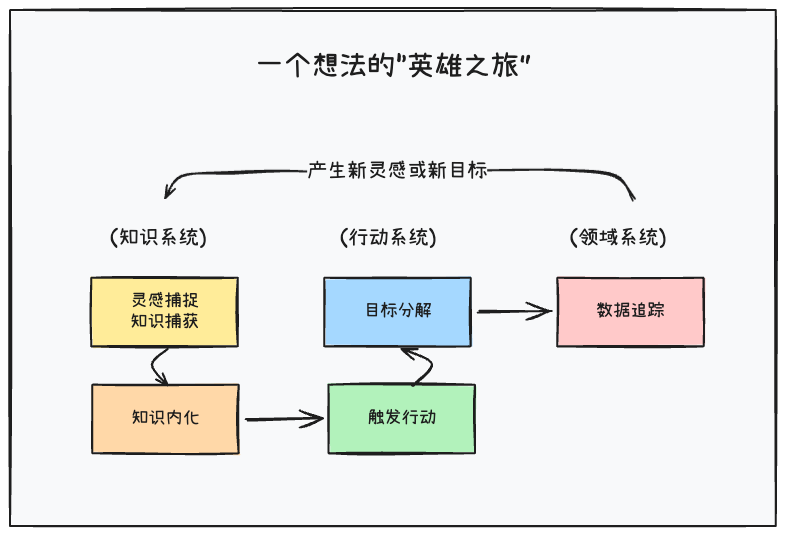 一个想法的"英雄之旅"
产生新灵感或新目标
(知识系统)
(行动系统)
(领域系统)
灵感捕捉
知识捕获
目标分解
数据追踪
知识内化
触发行动